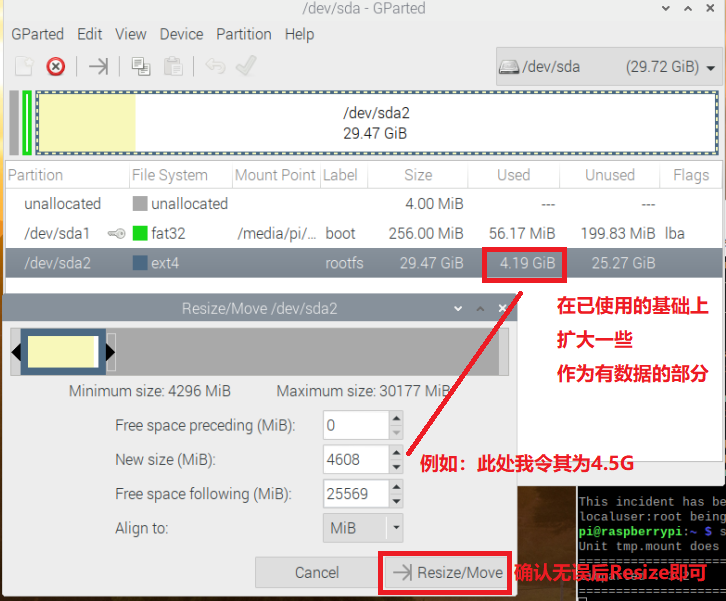 /dev/sda - GParted
GParted Edit View Device Partition Help
/dev/sda (29.72 GiB)
/dev/sda2
29.47 GiB
Partition File System Mount Point Label Size Used Unused Flags
unallocated unallocated 4.00 MiB --- ---
/dev/sda1 fat32 /media/pi/... boot 256.00 MiB 56.17 MiB 199.83 MiB lba
/dev/sda2 ext4 rootfs 29.47 GiB 4.19 GiB 25.27 GiB
Resize/Move /dev/sda2
在已使用的基础上
扩大一些
作为有数据的部分
Minimum size: 4296 MiB Maximum size: 30177 MiB
Free space preceding (MiB): 0
New size (MiB): 4608
例如：此处我令其为4.5G
Free space following (MiB): 25569
Align to: MiB
Cancel Resize/Move
确认无误后Resize即可
This incident has be
localuser:root being
pi@raspberrypi:~ $ s
Unit tmp.mount does